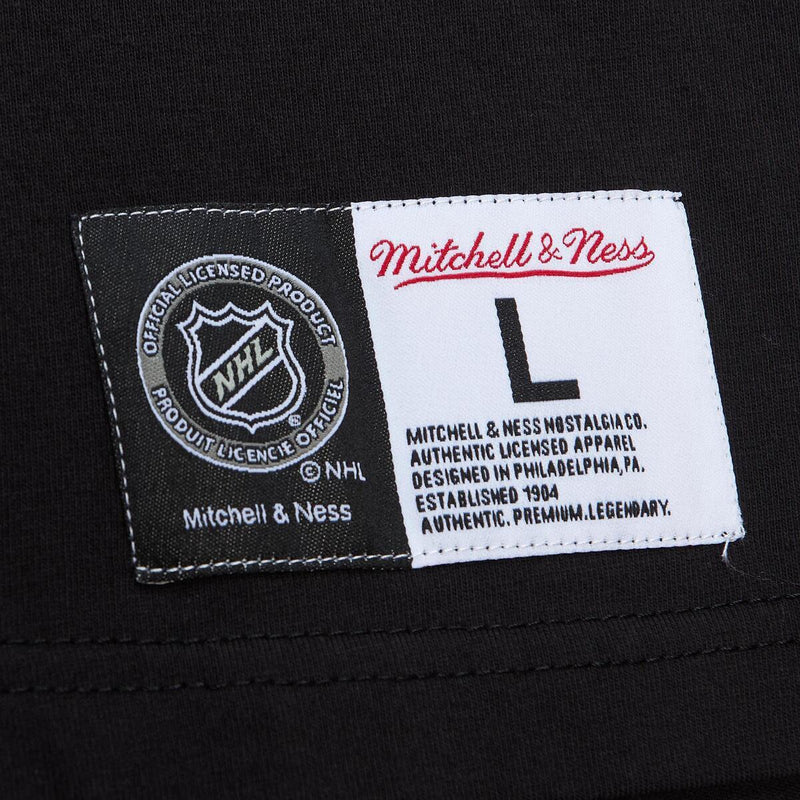 OFFICIAL LICENSED PRODUCT
NHL
®
PRODUIT LICENCIE OFFICIEL
© NHL
Mitchell & Ness
Mitchell & Ness
L
MITCHELL & NESS NOSTALGIA CO.
AUTHENTIC LICENSED APPAREL
DESIGNED IN PHILADELPHIA, PA.
ESTABLISHED 1904
AUTHENTIC. PREMIUM. LEGENDARY.